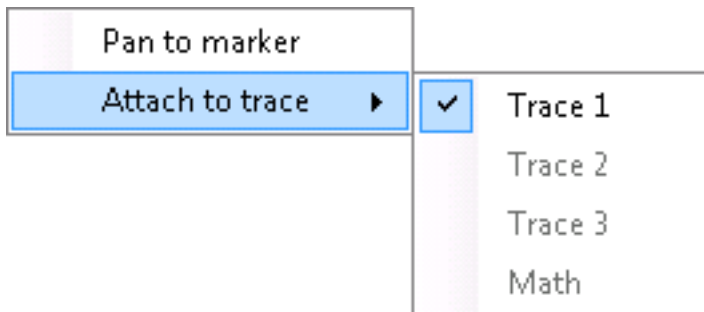 Pan to marker
Attach to trace
Trace 1
Trace 2
Trace 3
Math